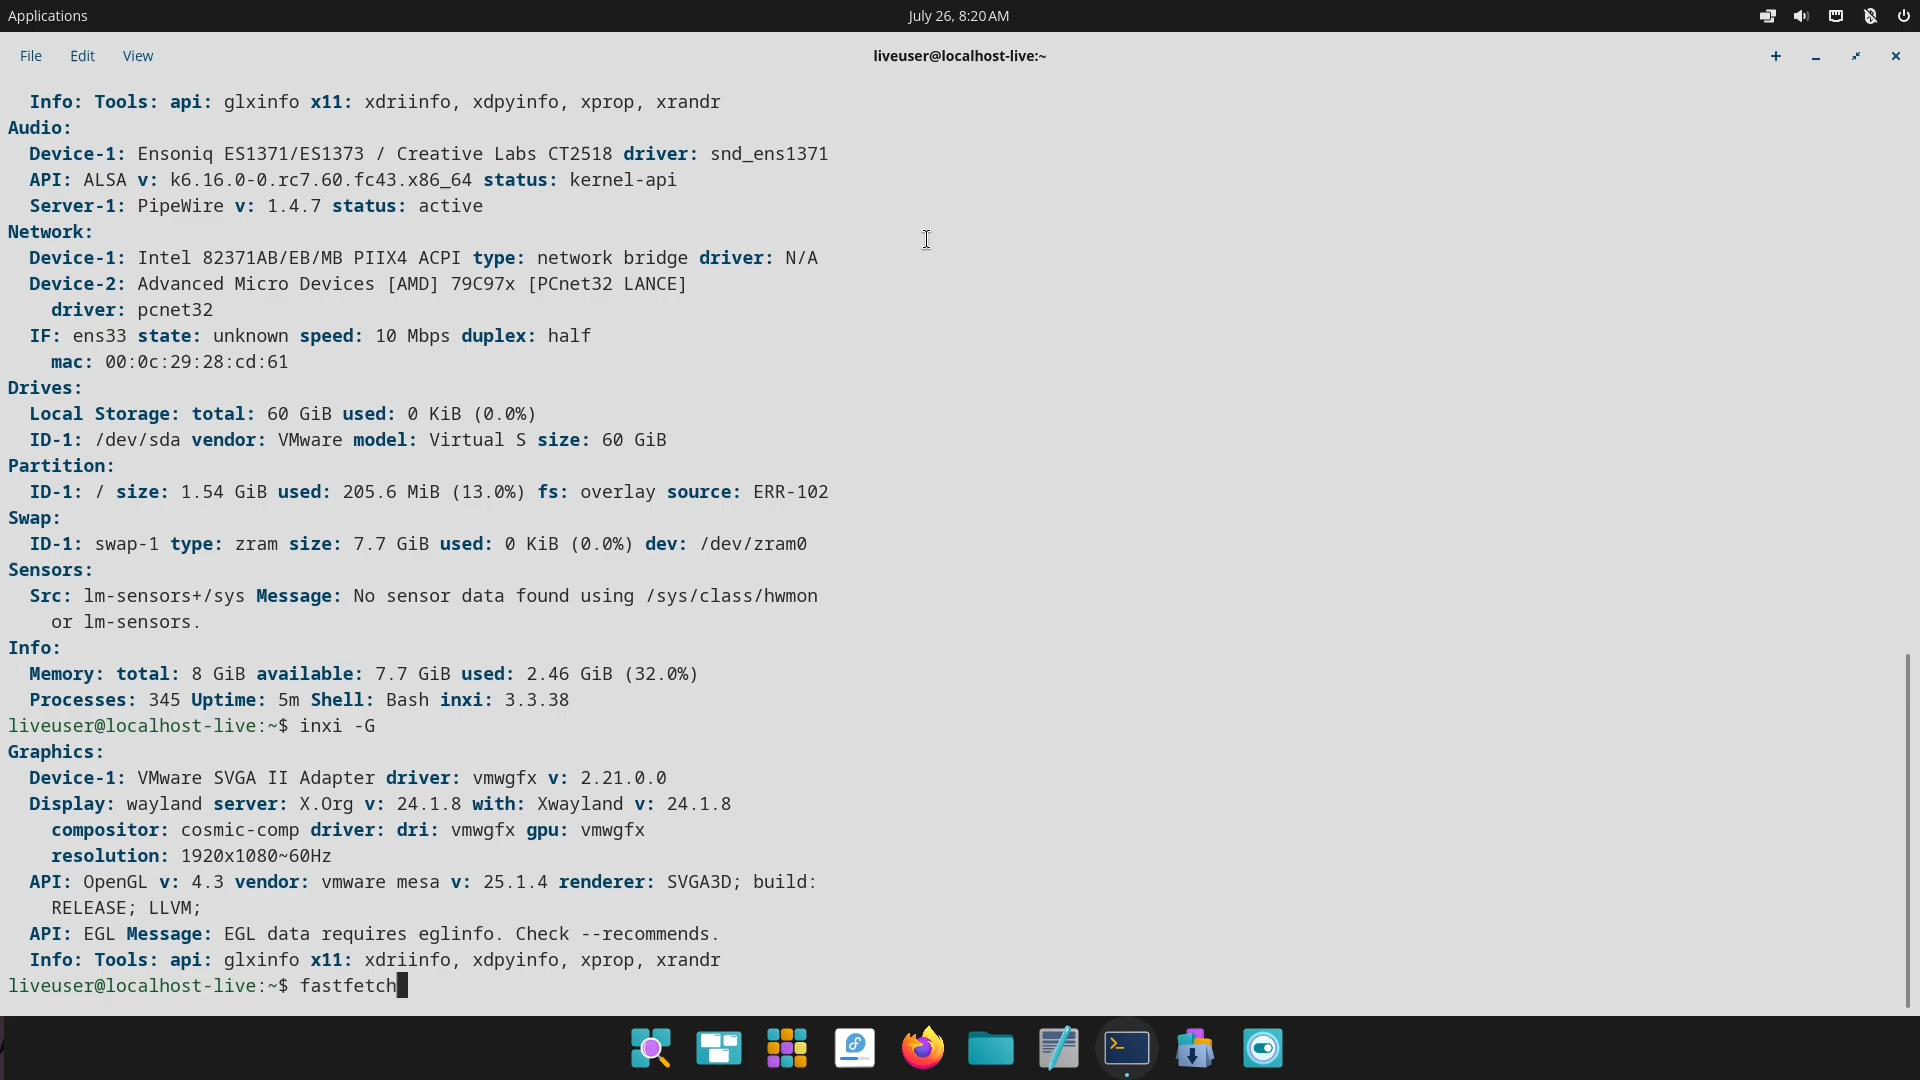 Applications
July 26, 8:20 AM
File Edit View
liveuser@localhost-live:~
Info: Tools: api: glxinfo x11: xdriinfo, xdpyinfo, xprop, xrandr
Audio:
Device-1: Ensoniq ES1371/ES1373 / Creative Labs CT2518 driver: snd_ens1371
API: ALSA v: k6.16.0-0.rc7.60.fc43.x86_64 status: kernel-api
Server-1: PipeWire v: 1.4.7 status: active
Network:
Device-1: Intel 82371AB/EB/MB PIIX4 ACPI type: network bridge driver: N/A
Device-2: Advanced Micro Devices [AMD] 79C97x [PCnet32 LANCE]
driver: pcnet32
IF: ens33 state: unknown speed: 10 Mbps duplex: half
mac: 00:0c:29:28:cd:61
Drives:
Local Storage: total: 60 GiB used: 0 KiB (0.0%)
ID-1: /dev/sda vendor: VMware model: Virtual S size: 60 GiB
Partition:
ID-1: / size: 1.54 GiB used: 205.6 MiB (13.0%) fs: overlay source: ERR-102
Swap:
ID-1: swap-1 type: zram size: 7.7 GiB used: 0 KiB (0.0%) dev: /dev/zram0
Sensors:
Src: lm-sensors+/sys Message: No sensor data found using /sys/class/hwmon
or lm-sensors.
Info:
Memory: total: 8 GiB available: 7.7 GiB used: 2.46 GiB (32.0%)
Processes: 345 Uptime: 5m Shell: Bash inxi: 3.3.38
liveuser@localhost-live:~$ inxi -G
Graphics:
Device-1: VMware SVGA II Adapter driver: vmwgfx v: 2.21.0.0
Display: wayland server: X.Org v: 24.1.8 with: Xwayland v: 24.1.8
compositor: cosmic-comp driver: dri: vmwgfx gpu: vmwgfx
resolution: 1920x1080~60Hz
API: OpenGL v: 4.3 vendor: vmware mesa v: 25.1.4 renderer: SVGA3D; build:
RELEASE; LLVM;
API: EGL Message: EGL data requires eglinfo. Check --recommends.
Info: Tools: api: glxinfo x11: xdriinfo, xdpyinfo, xprop, xrandr
liveuser@localhost-live:~$ fastfetch